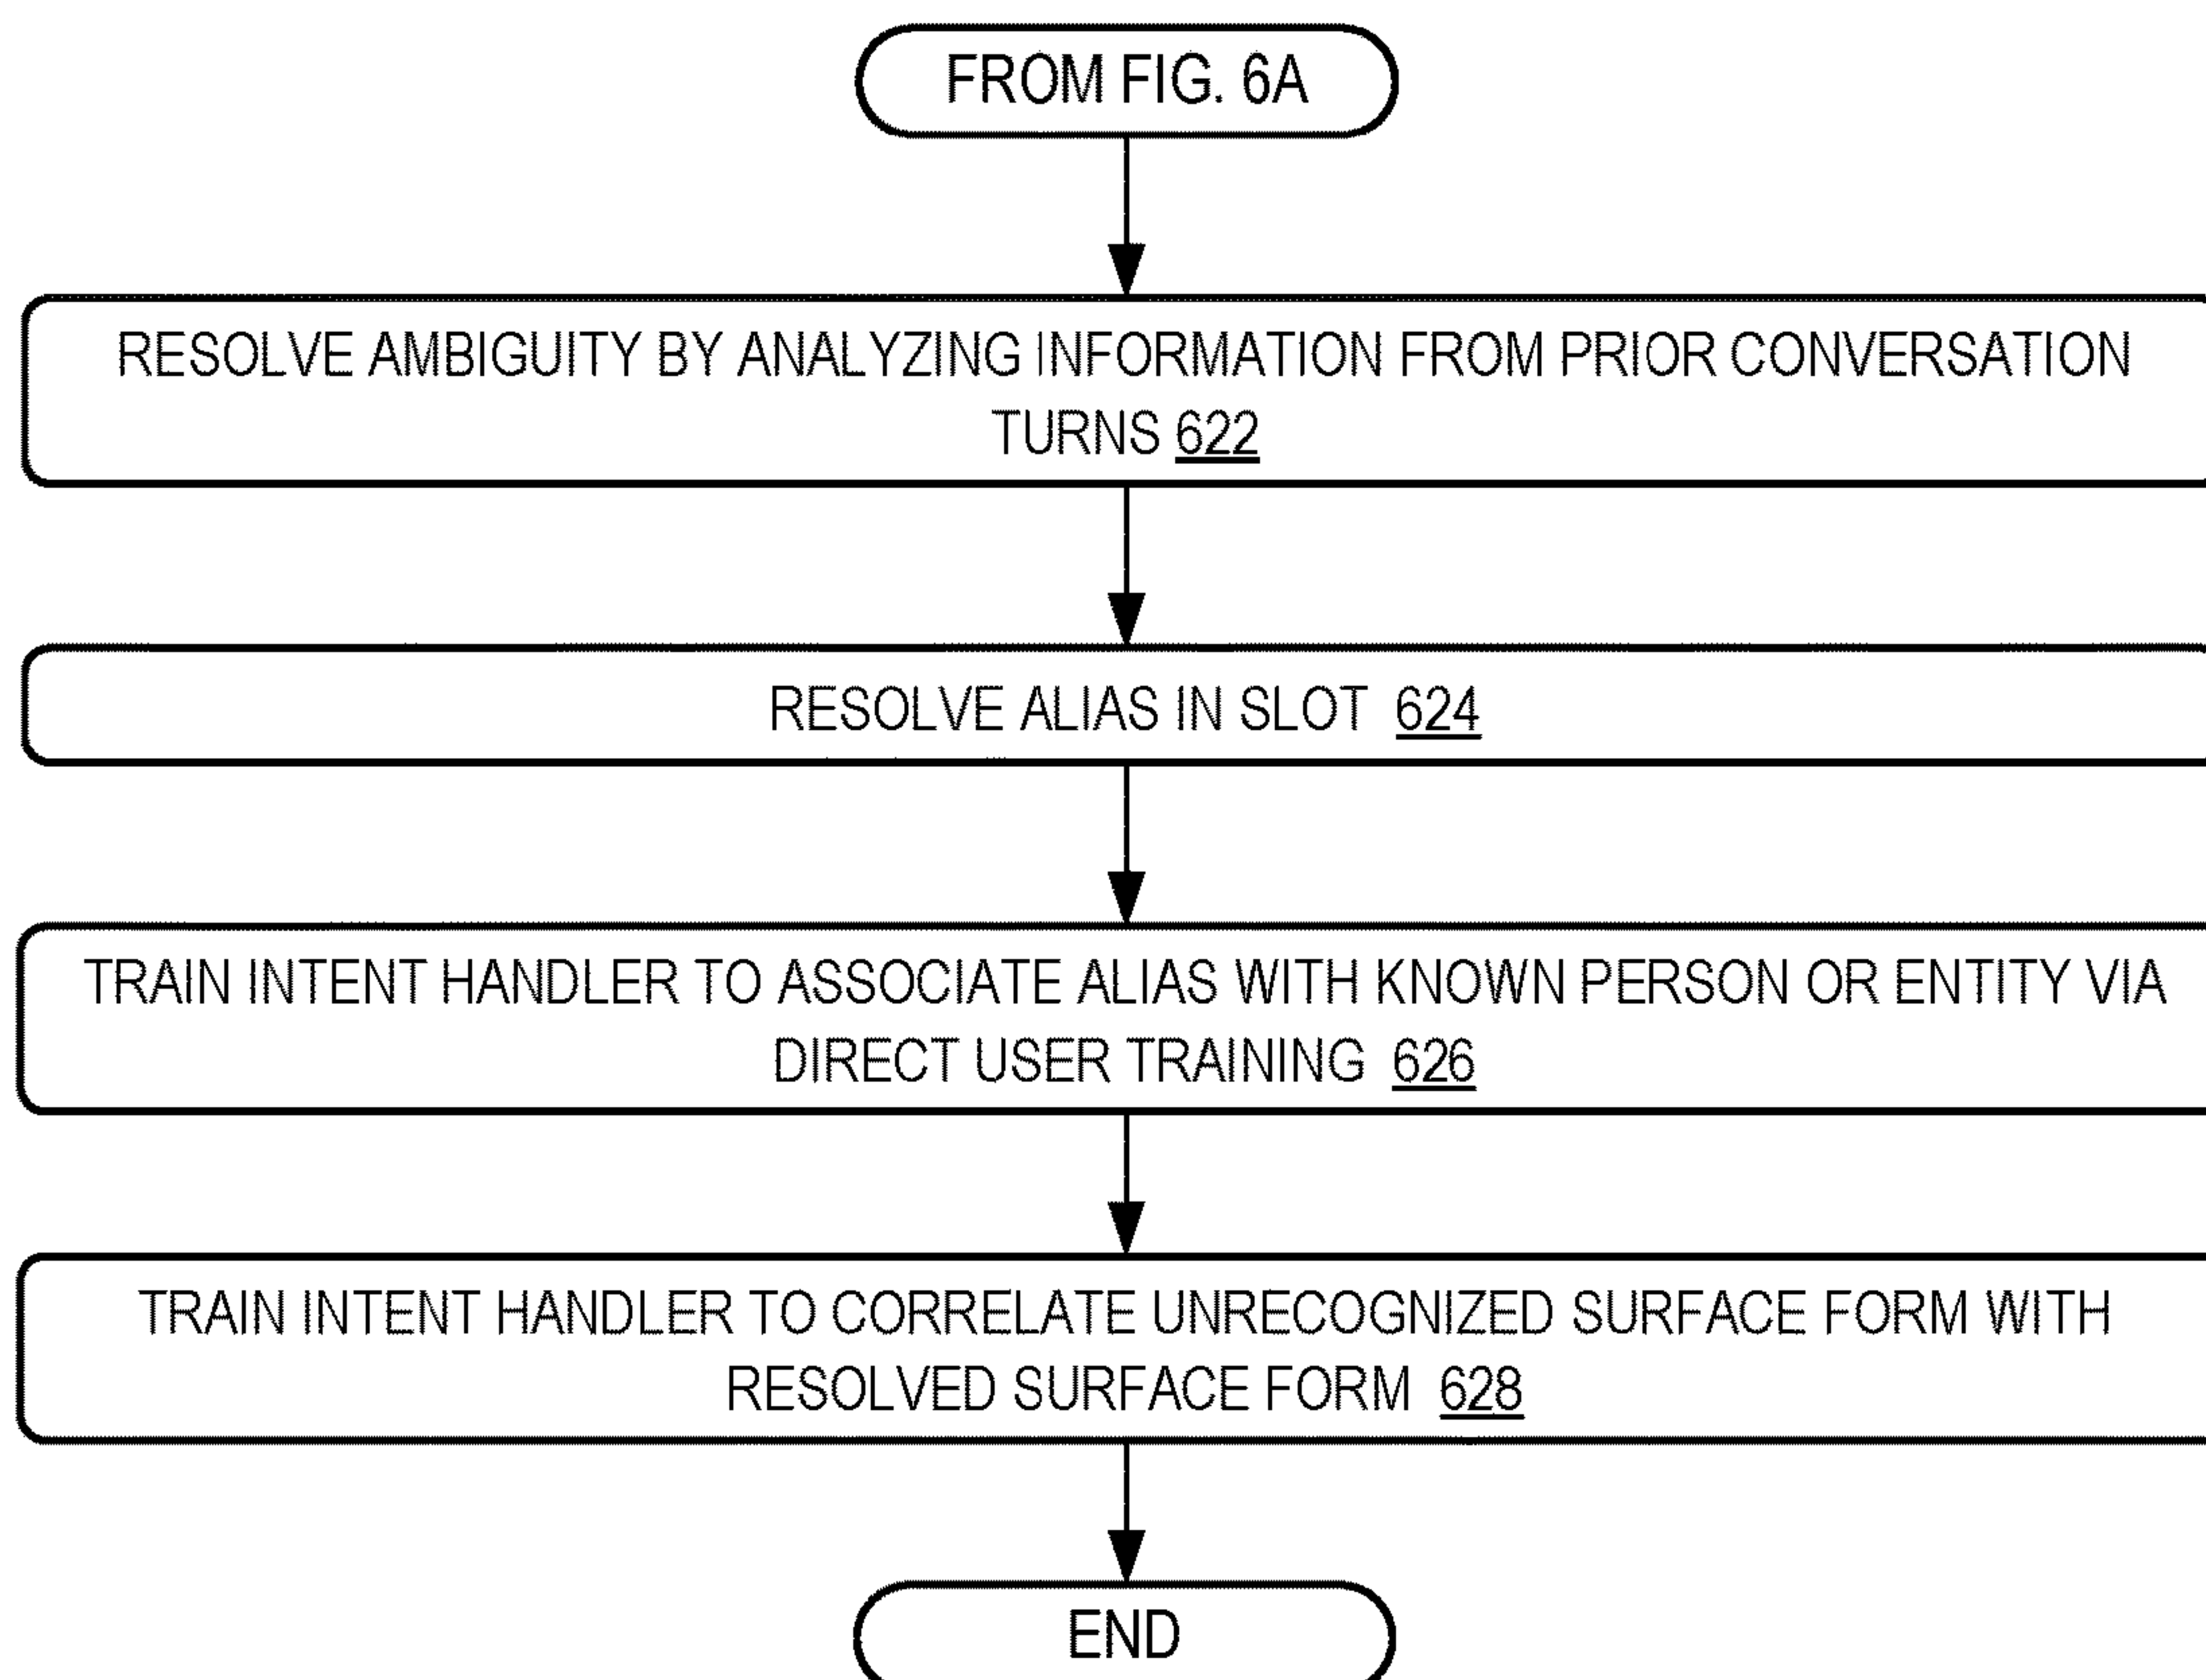 FROM FIG. 6A
RESOLVE AMBIGUITY BY ANALYZING INFORMATION FROM PRIOR CONVERSATION
TURNS 622
RESOLVE ALIAS IN SLOT 624
TRAIN INTENT HANDLER TO ASSOCIATE ALIAS WITH KNOWN PERSON OR ENTITY VIA
DIRECT USER TRAINING 626
TRAIN INTENT HANDLER TO CORRELATE UNRECOGNIZED SURFACE FORM WITH
RESOLVED SURFACE FORM 628
END